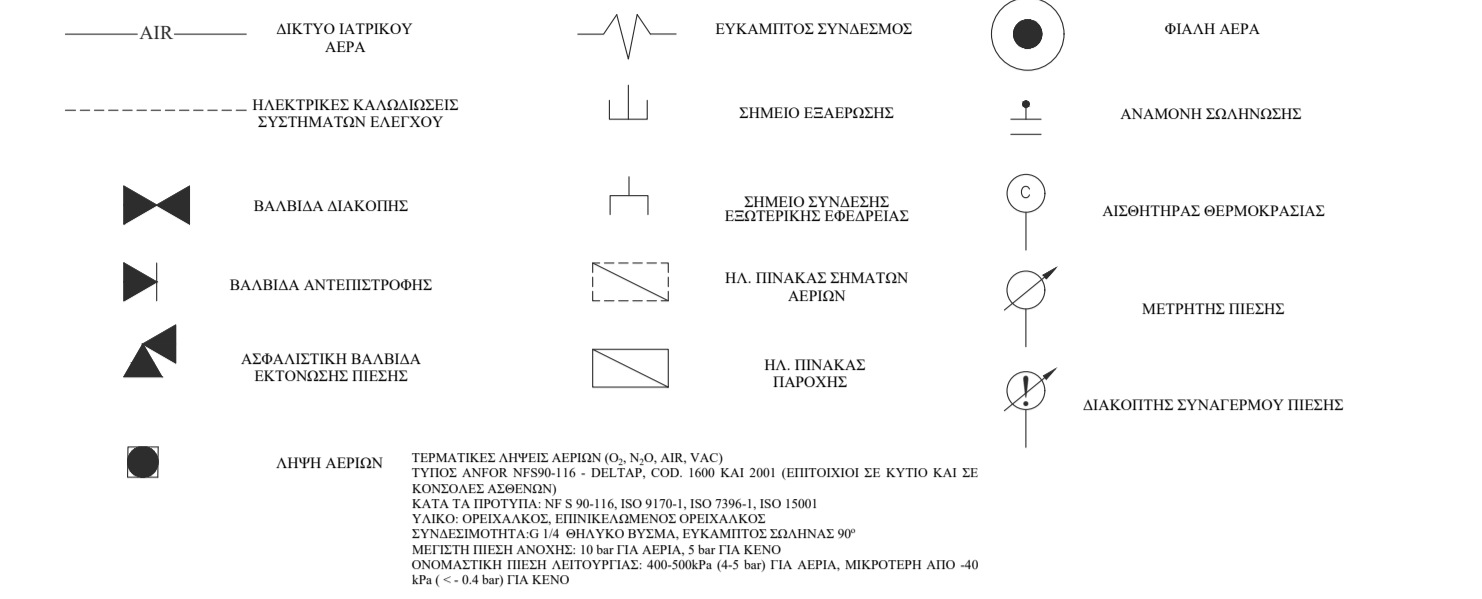 AIR
ΔΙΚΤΥΟ ΙΑΤΡΙΚΟΥ
ΑΕΡΑ
ΗΛΕΚΤΡΙΚΕΣ ΚΑΛΩΔΙΩΣΕΙΣ
ΣΥΣΤΗΜΑΤΩΝ ΕΛΕΓΧΟΥ
ΒΑΛΒΙΔΑ ΔΙΑΚΟΠΗΣ
ΒΑΛΒΙΔΑ ΑΝΤΕΠΙΣΤΡΟΦΗΣ
ΑΣΦΑΛΙΣΤΙΚΗ ΒΑΛΒΙΔΑ
ΕΚΤΟΝΩΣΗΣ ΠΙΕΣΗΣ
ΛΗΨΗ ΑΕΡΙΩΝ
ΕΥΚΑΜΠΤΟΣ ΣΥΝΔΕΣΜΟΣ
ΣΗΜΕΙΟ ΕΞΑΕΡΩΣΗΣ
ΣΗΜΕΙΟ ΣΥΝΔΕΣΗΣ
ΕΞΩΤΕΡΙΚΗΣ ΕΦΕΔΡΕΙΑΣ
ΗΛ. ΠΙΝΑΚΑΣ ΣΗΜΑΤΩΝ
ΑΕΡΙΩΝ
ΗΛ. ΠΙΝΑΚΑΣ
ΠΑΡΟΧΗΣ
ΦΙΑΛΗ ΑΕΡΑ
ΑΝΑΜΟΝΗ ΣΩΛΗΝΩΣΗΣ
C
ΑΙΣΘΗΤΗΡΑΣ ΘΕΡΜΟΚΡΑΣΙΑΣ
ΜΕΤΡΗΤΗΣ ΠΙΕΣΗΣ
!
ΔΙΑΚΟΠΤΗΣ ΣΥΝΑΓΕΡΜΟΥ ΠΙΕΣΗΣ
ΤΕΡΜΑΤΙΚΕΣ ΛΗΨΕΙΣ ΑΕΡΙΩΝ (O₂, N₂O, AIR, VAC)
ΤΥΠΟΣ ANFOR NFS90-116 - DELTAP, COD. 1600 ΚΑΙ 2001 (ΕΠΙΤΟΙΧΙΟΙ ΣΕ ΚΥΤΙΟ ΚΑΙ ΣΕ
ΚΟΝΣΟΛΕΣ ΑΣΘΕΝΩΝ)
ΚΑΤΑ ΤΑ ΠΡΟΤΥΠΑ: NF S 90-116, ISO 9170-1, ISO 7396-1, ISO 15001
ΥΛΙΚΟ: ΟΡΕΙΧΑΛΚΟΣ, ΕΠΙΝΙΚΕΛΩΜΕΝΟΣ ΟΡΕΙΧΑΛΚΟΣ
ΣΥΝΔΕΣΙΜΟΤΗΤΑ:G 1/4 ΘΗΛΥΚΟ ΒΥΣΜΑ, ΕΥΚΑΜΠΤΟΣ ΣΩΛΗΝΑΣ 90º
ΜΕΓΙΣΤΗ ΠΙΕΣΗ ΑΝΟΧΗΣ: 10 bar ΓΙΑ ΑΕΡΙΑ, 5 bar ΓΙΑ ΚΕΝΟ
ΟΝΟΜΑΣΤΙΚΗ ΠΙΕΣΗ ΛΕΙΤΟΥΡΓΙΑΣ: 400-500kPa (4-5 bar) ΓΙΑ ΑΕΡΙΑ, ΜΙΚΡΟΤΕΡΗ ΑΠΟ -40
kPa ( < - 0.4 bar) ΓΙΑ ΚΕΝΟ